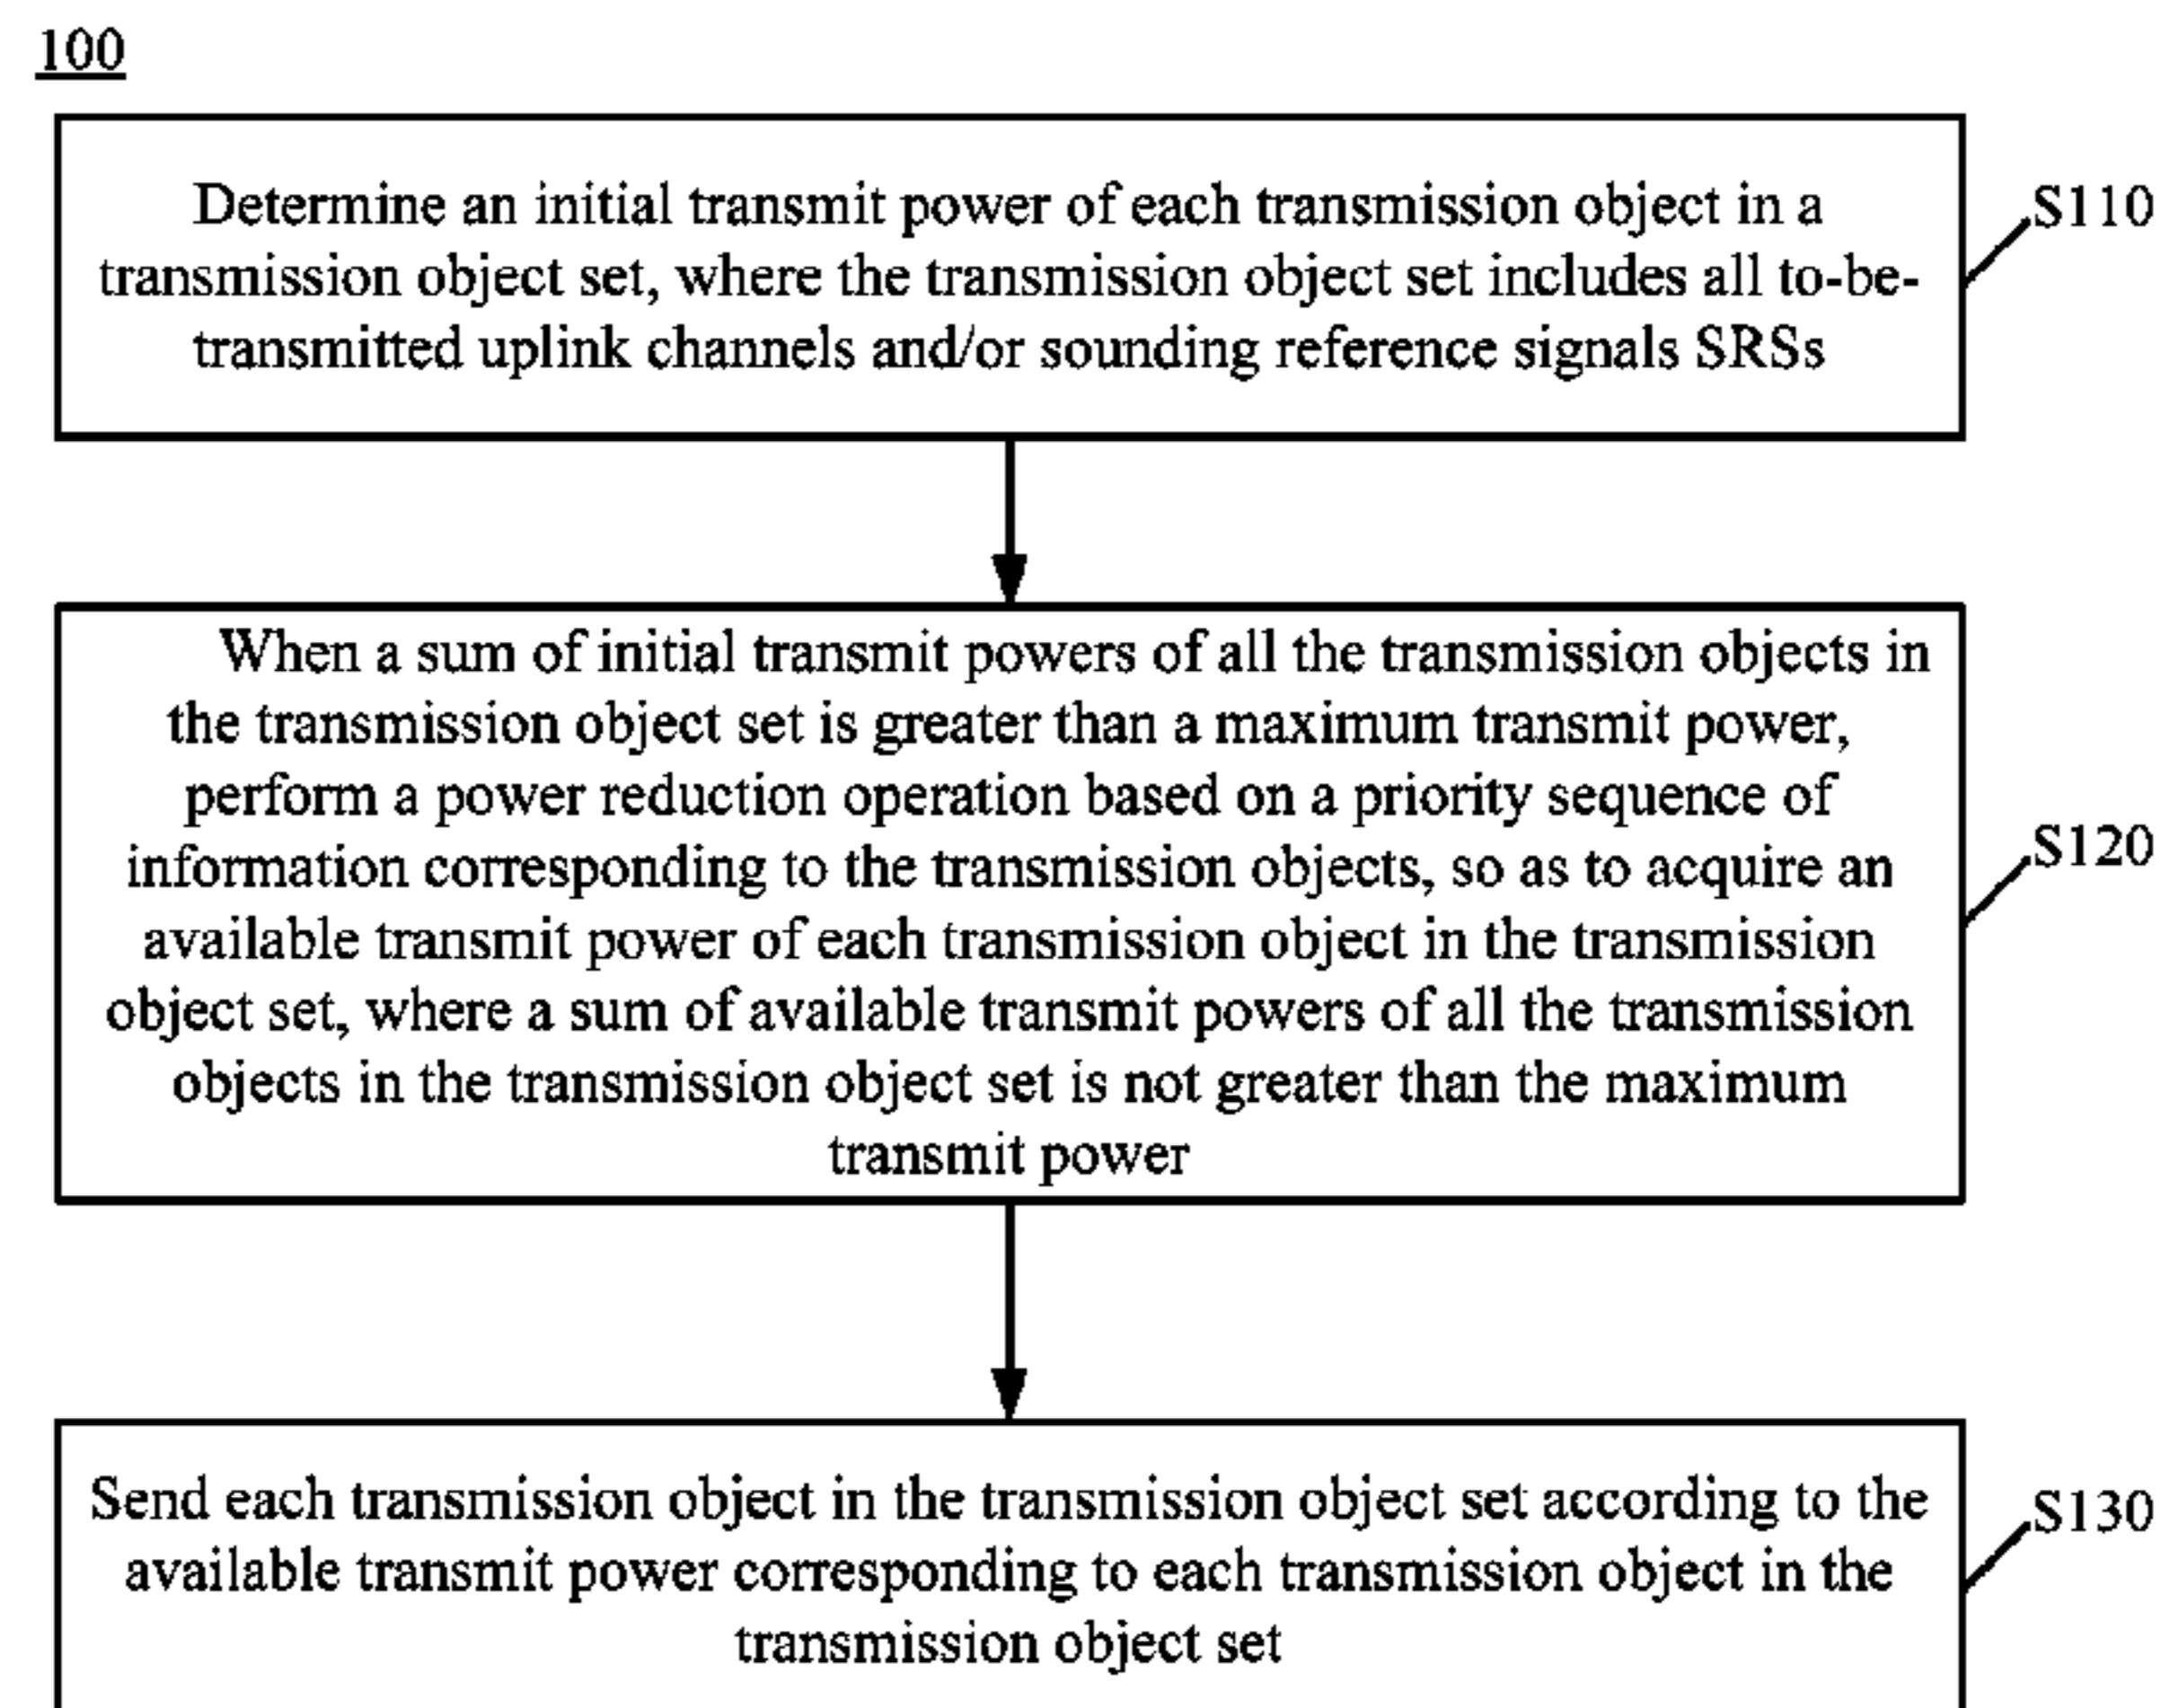 100
Determine an initial transmit power of each transmission object in a
transmission object set, where the transmission object set includes all to-be-
transmitted uplink channels and/or sounding reference signals SRSs
S110
When a sum of initial transmit powers of all the transmission objects in
the transmission object set is greater than a maximum transmit power,
perform a power reduction operation based on a priority sequence of
information corresponding to the transmission objects, so as to acquire an
available transmit power of each transmission object in the transmission
object set, where a sum of available transmit powers of all the transmission
objects in the transmission object set is not greater than the maximum
transmit power
S120
Send each transmission object in the transmission object set according to the
available transmit power corresponding to each transmission object in the
transmission object set
S130